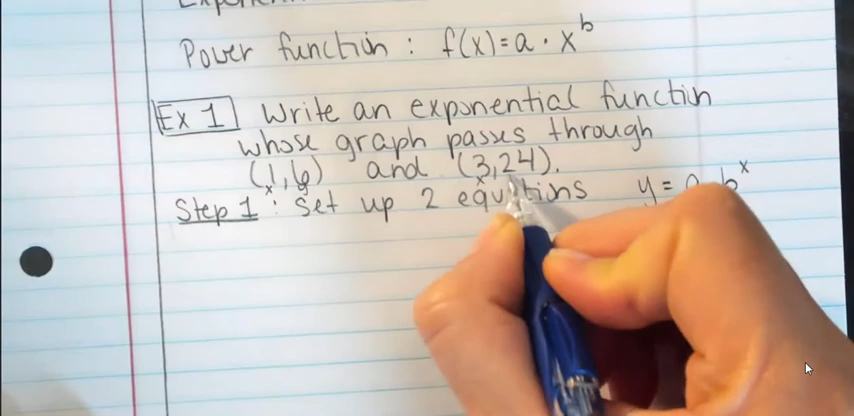 Power function : f(x) = a · x^b
Ex 1 Write an exponential functin
whose graph passes through
(1,6) and (3,24).
x y x
Step 1 : Set up 2 equations y = a · b^x